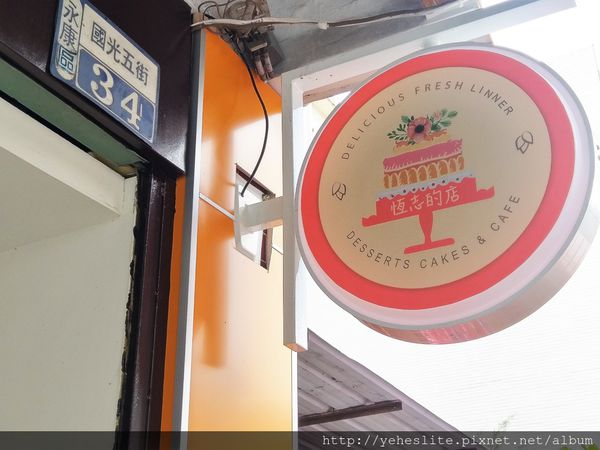 永康區
國光五街
34
DELICIOUS FRESH LINNER
恆志的店
DESSERTS CAKES & CAFE
http://yeheslite.pixnet.net/album